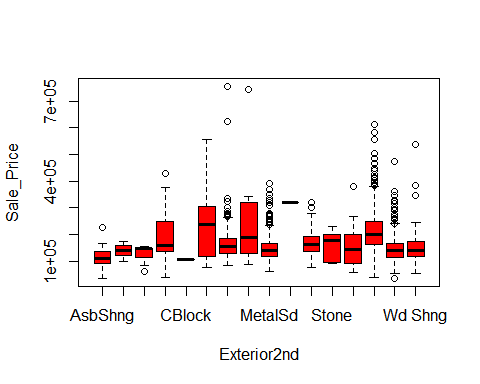 Sale_Price
7e+05
4e+05
1e+05
AsbShng CBlock MetalSd Stone Wd Shng
Exterior2nd